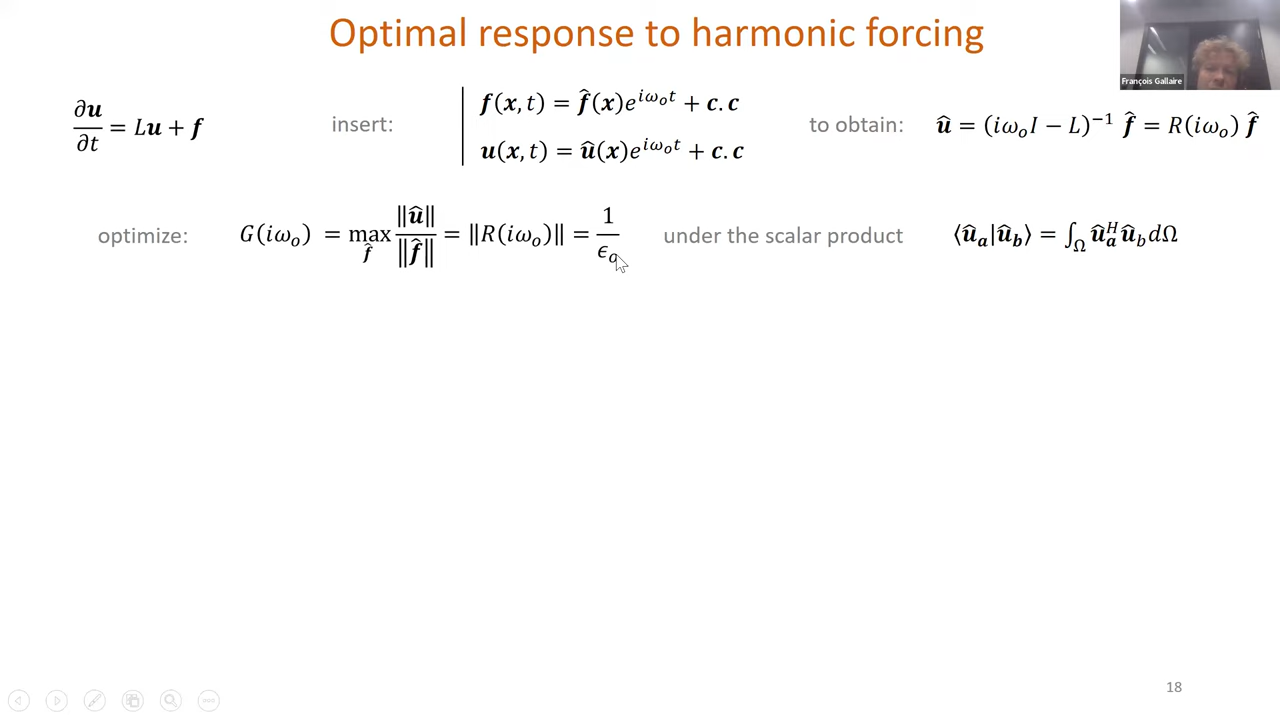 Optimal response to harmonic forcing
François Gallaire
∂u/∂t = Lu + f
insert:
f(x, t) = f̂(x)e^{iω_o t} + c.c
u(x, t) = û(x)e^{iω_o t} + c.c
to obtain:
û = (iω_o I − L)^{−1} f̂ = R(iω_o) f̂
optimize:
G(iω_o) = max_{f̂} ‖û‖/‖f̂‖ = ‖R(iω_o)‖ = 1/ϵ_o
under the scalar product
⟨û_a|û_b⟩ = ∫_Ω û_a^H û_b dΩ
18